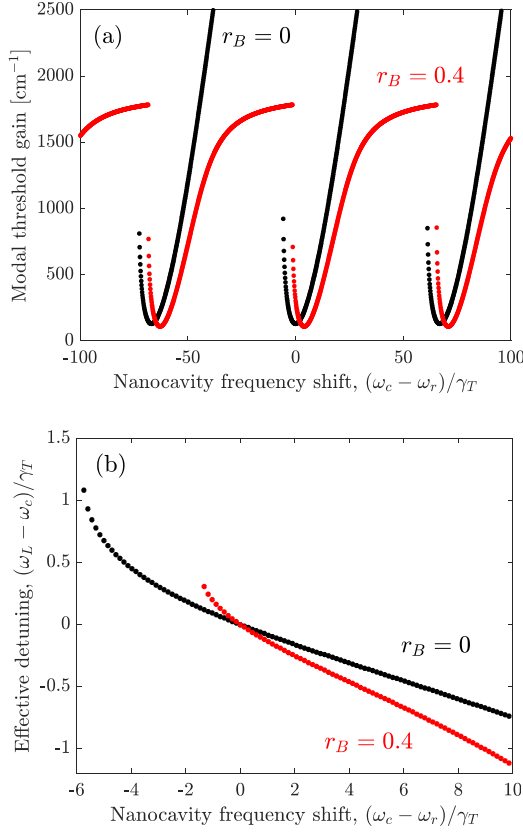 (a)
r_B = 0
r_B = 0.4
Modal threshold gain [cm⁻¹]
2500
2000
1500
1000
500
0
-100
-50
0
50
100
Nanocavity frequency shift, (ω_c − ω_r)/γ_T
(b)
r_B = 0
r_B = 0.4
Effective detuning, (ω_L − ω_c)/γ_T
1.5
1
0.5
0
-0.5
-1
-6
-4
-2
0
2
4
6
8
10
Nanocavity frequency shift, (ω_c − ω_r)/γ_T